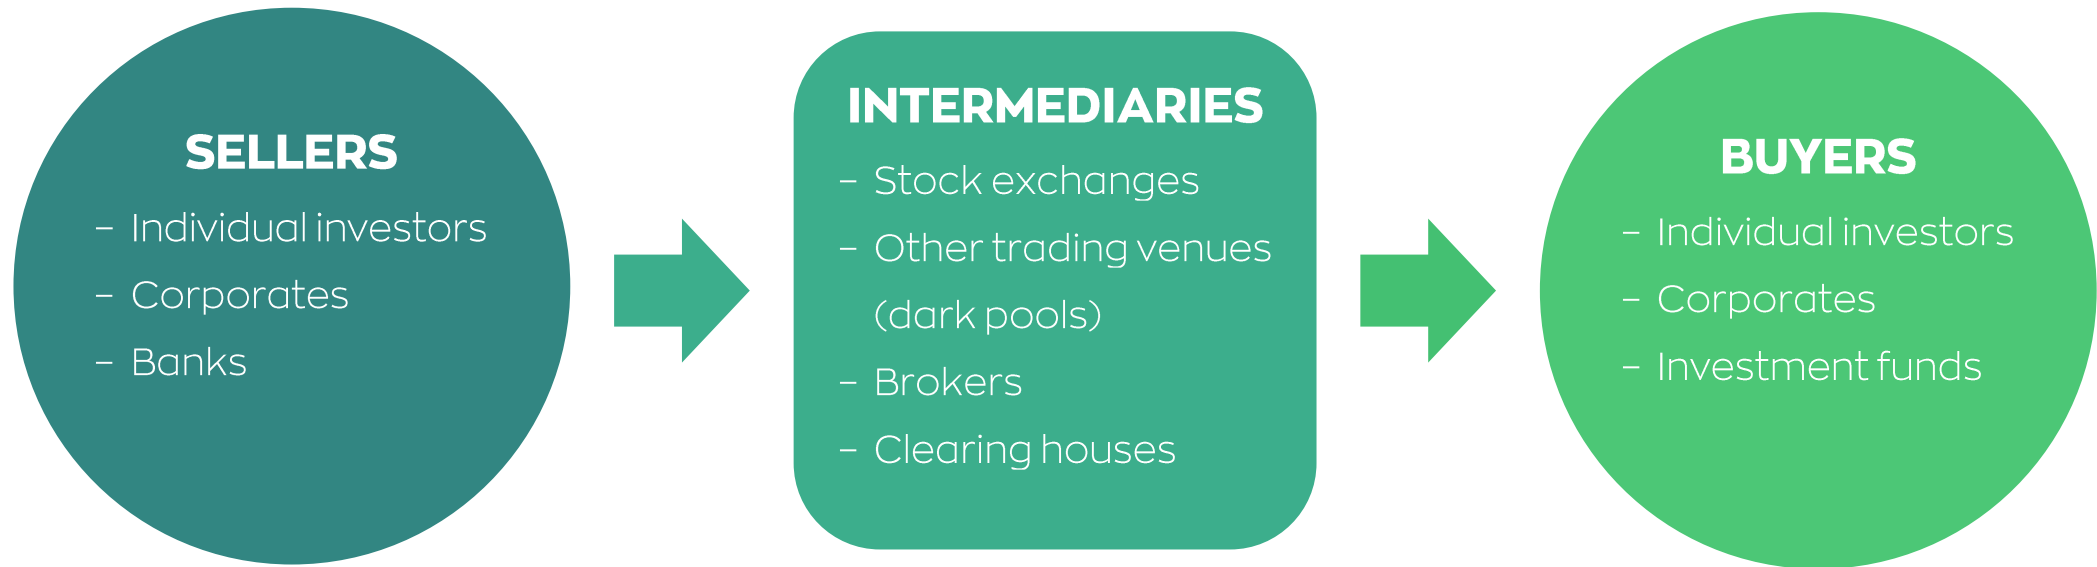 SELLERS
– Individual investors
– Corporates
– Banks
INTERMEDIARIES
– Stock exchanges
– Other trading venues
(dark pools)
– Brokers
– Clearing houses
BUYERS
– Individual investors
– Corporates
– Investment funds